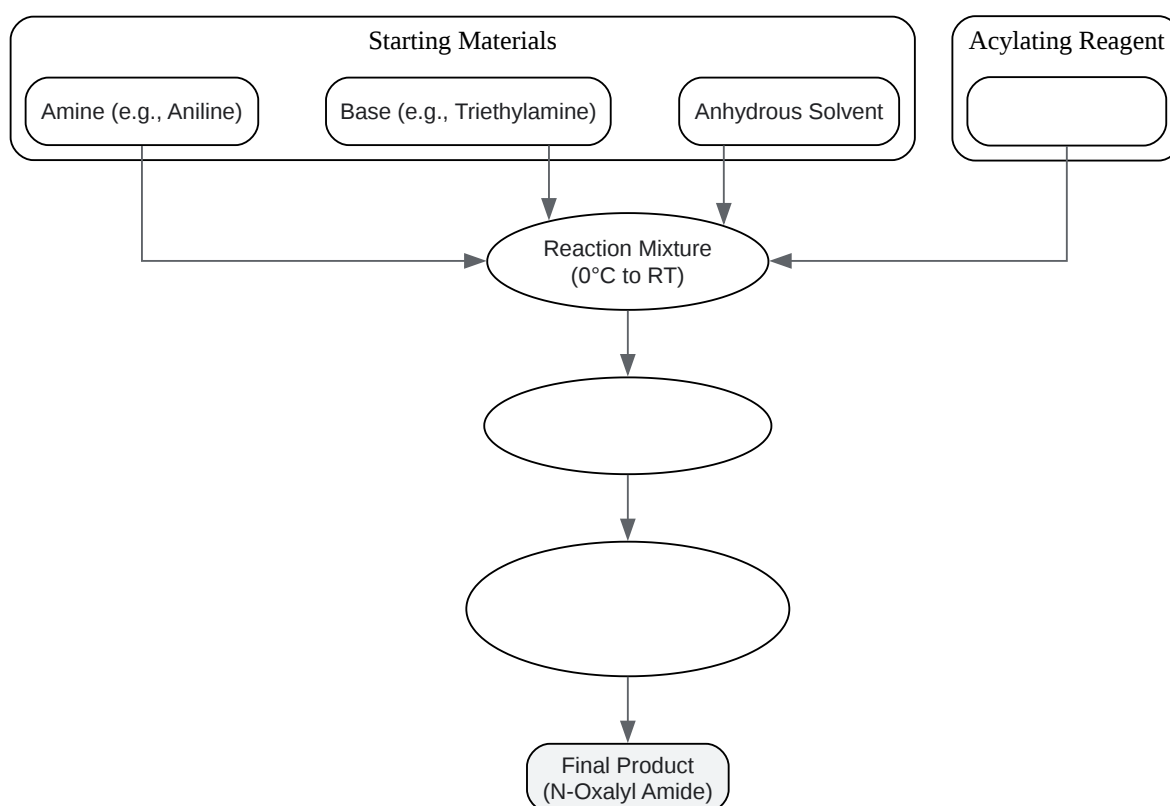 Starting Materials
Acylating Reagent
Amine (e.g., Aniline)
Base (e.g., Triethylamine)
Anhydrous Solvent
Reaction Mixture
(0°C to RT)
Final Product
(N-Oxalyl Amide)